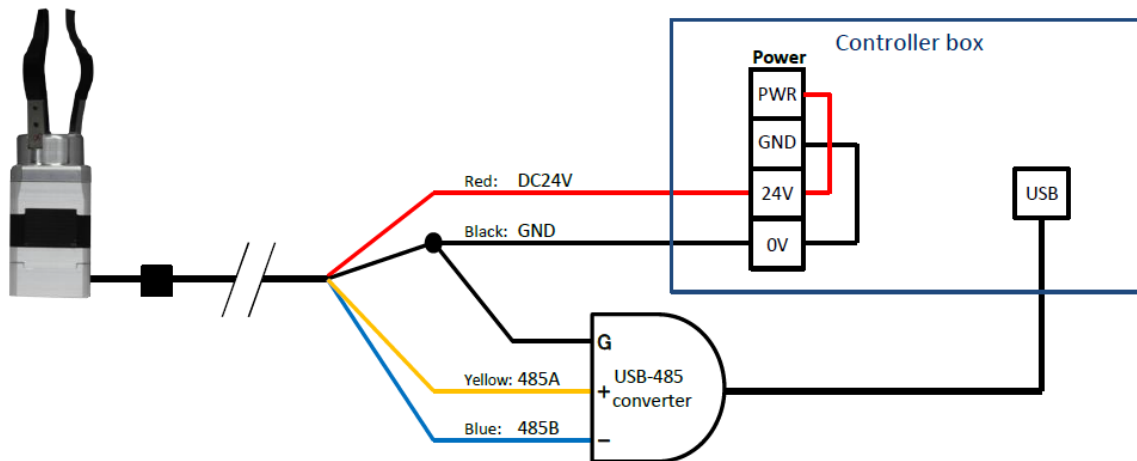 Controller box
Power
PWR
GND
Red: DC24V
24V
USB
Black: GND
0V
G
USB-485
converter
Yellow: 485A
+
Blue: 485B
−